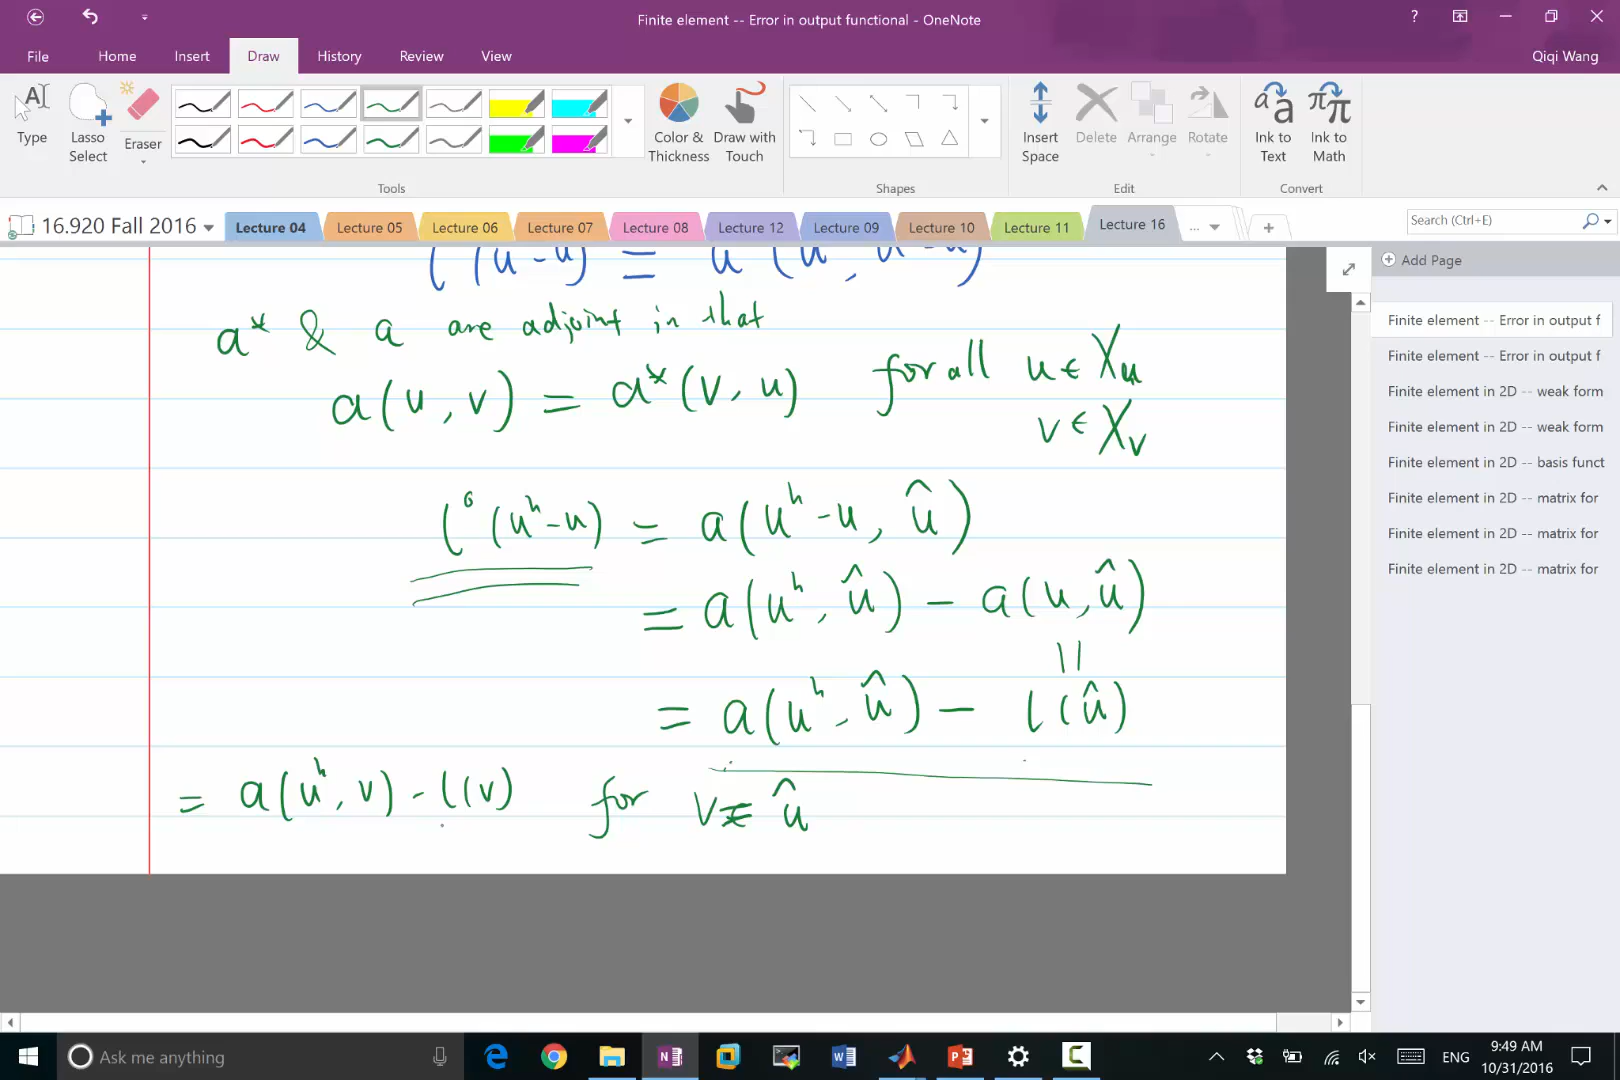 Finite element -- Error in output functional - OneNote
?
File Home Insert Draw History Review View
Qiqi Wang
Type
Lasso Select
Eraser
Color & Thickness
Draw with Touch
Insert Space
Delete
Arrange
Rotate
Ink to Text
Ink to Math
Tools
Shapes
Edit
Convert
16.920 Fall 2016
Lecture 04 Lecture 05 Lecture 06 Lecture 07 Lecture 08 Lecture 12 Lecture 09 Lecture 10 Lecture 11 Lecture 16 ...
Search (Ctrl+E)
Add Page
Finite element -- Error in output f
Finite element -- Error in output f
Finite element in 2D -- weak form
Finite element in 2D -- weak form
Finite element in 2D -- basis funct
Finite element in 2D -- matrix for
Finite element in 2D -- matrix for
Finite element in 2D -- matrix for
a* & a are adjoint in that
a(u, v) = a*(v, u) for all u ∈ X_u
v ∈ X_v
l^o(u^h - u) = a(u^h - u, û)
= a(u^h, û) - a(u, û)
||
= a(u^h, û) - l(û)
= a(u^h, v) - l(v) for v = û
Ask me anything
ENG
9:49 AM
10/31/2016